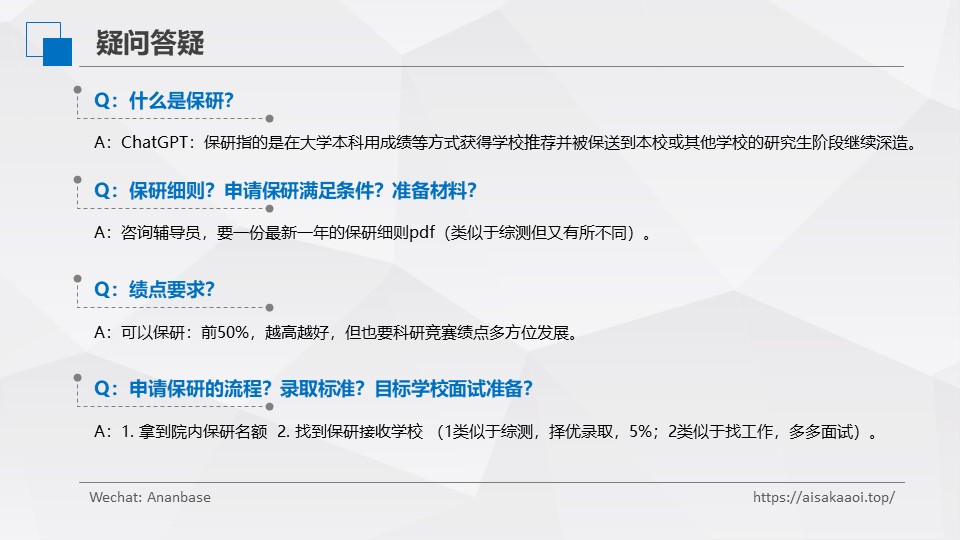 疑问答疑
Q：什么是保研？
A：ChatGPT：保研指的是在大学本科用成绩等方式获得学校推荐并被保送到本校或其他学校的研究生阶段继续深造。
Q：保研细则？申请保研满足条件？准备材料？
A：咨询辅导员，要一份最新一年的保研细则pdf（类似于综测但又有所不同）。
Q：绩点要求？
A：可以保研：前50%，越高越好，但也要科研竞赛绩点多方位发展。
Q：申请保研的流程？录取标准？目标学校面试准备？
A：1. 拿到院内保研名额  2. 找到保研接收学校 （1类似于综测，择优录取，5%；2类似于找工作，多多面试）。
Wechat: Ananbase
https://aisakaaoi.top/